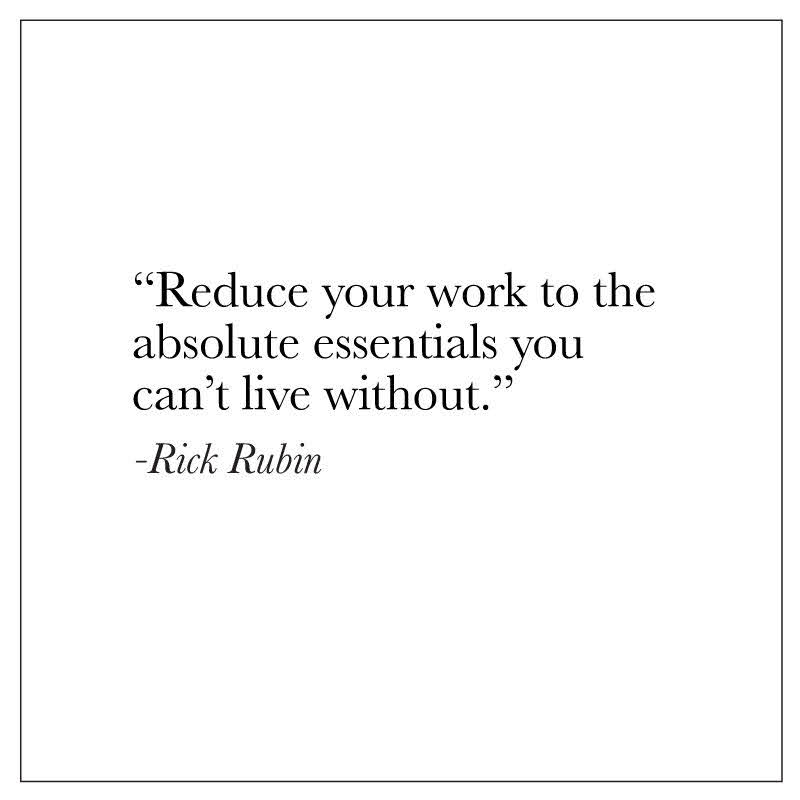 “Reduce your work to the
absolute essentials you
can’t live without.”
-Rick Rubin